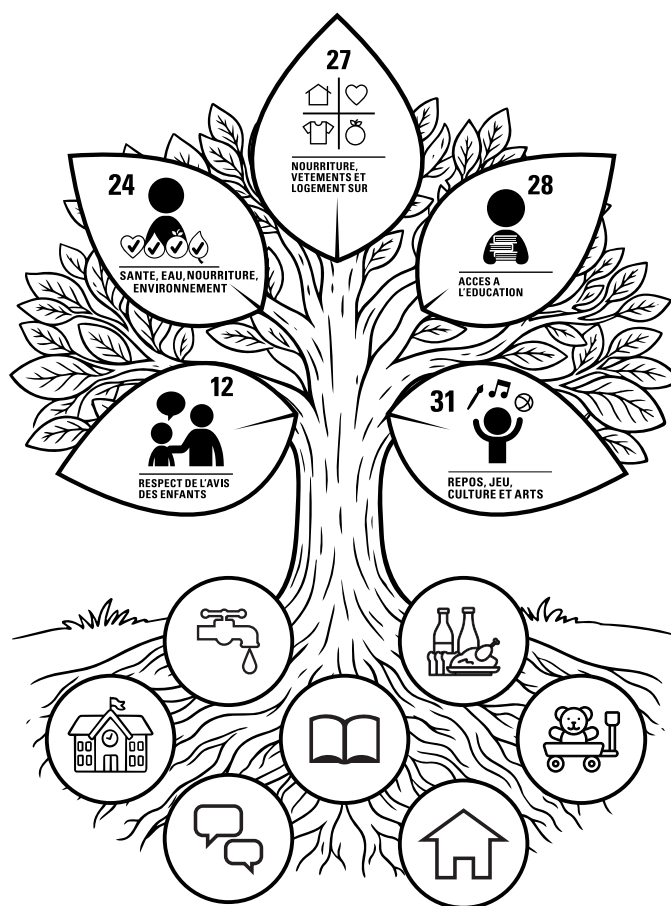 27
NOURRITURE,
VETEMENTS ET
LOGEMENT SUR
24
SANTE, EAU, NOURRITURE,
ENVIRONNEMENT
28
ACCES A
L'EDUCATION
12
RESPECT DE L'AVIS
DES ENFANTS
31
REPOS, JEU,
CULTURE ET ARTS